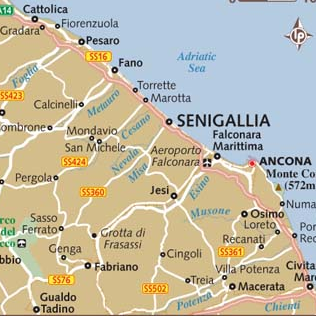 A14
Cattolica
Fiorenzuola
Gradara
Pesaro
SS16
Fano
Adriatic
Sea
lp
Foglia
SS423
Torrette
Marotta
Calcinelli
Metauro
Cesano
SENIGALLIA
Mondavio
San Michele
Falconara
Marittima
SS424
Nevola
Misa
Aeroporto
Falconara
ANCONA
Monte Co
(572m
Pergola
SS360
Jesi
Esino
Numa
Musone
Osimo
Loreto
Sasso
Ferrato
Grotta di
Frasassi
Recanati
Genga
Cingoli
SS361
Fabriano
Villa Potenza
SS76
Treia
Macerata
SS502
Gualdo
Tadino
Potenza
Chienti